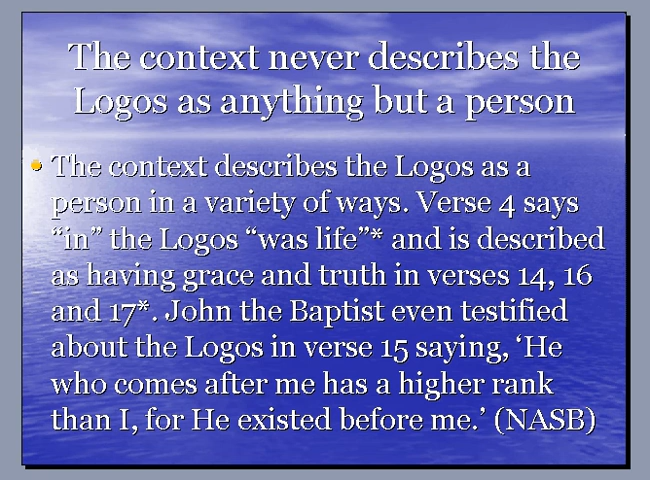 The context never describes the
Logos as anything but a person
• The context describes the Logos as a
person in a variety of ways. Verse 4 says
“in” the Logos “was life”* and is described
as having grace and truth in verses 14, 16
and 17*. John the Baptist even testified
about the Logos in verse 15 saying, ‘He
who comes after me has a higher rank
than I, for He existed before me.’ (NASB)